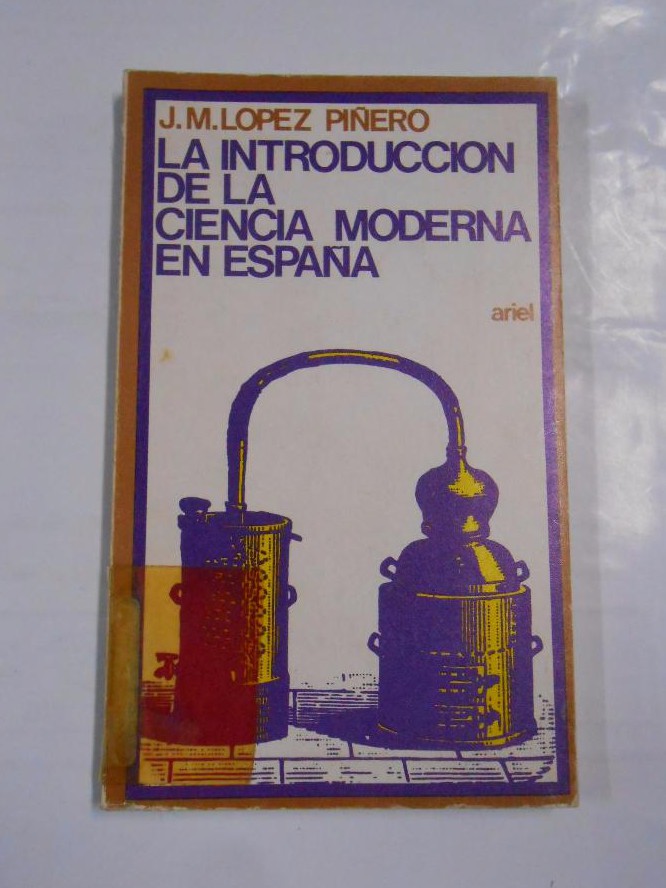 J.M.LOPEZ PIÑERO
LA INTRODUCCION
DE LA
CIENCIA MODERNA
EN ESPAÑA
ariel